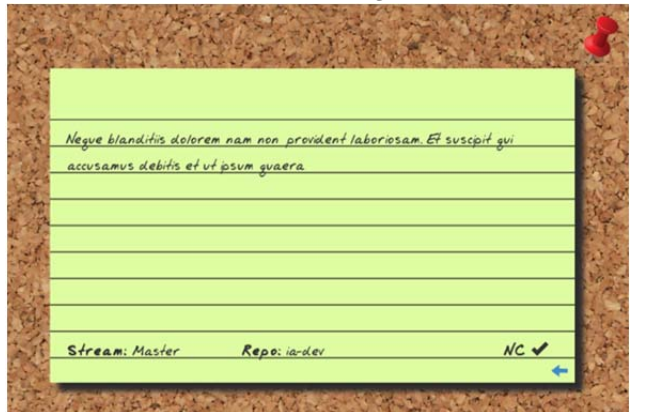 Neque blanditiis dolorem nam non provident laboriosam. Et suscipit qui
accusamus debitis et ut ipsum quaera
Stream: Master Repo: ia-dev NC ✔